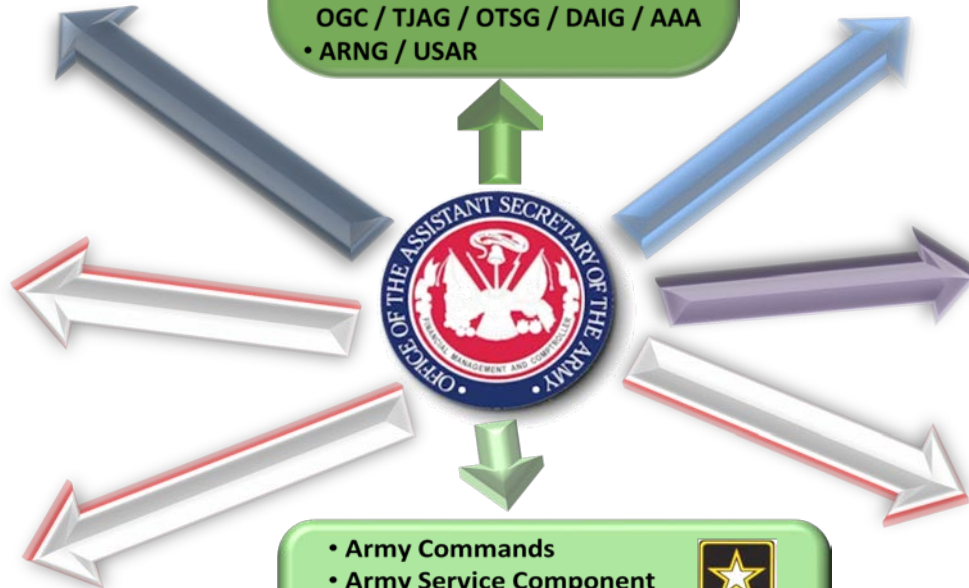 OGC / TJAG / OTSG / DAIG / AAA
• ARNG / USAR
OFFICE OF THE ASSISTANT SECRETARY OF THE ARMY
FINANCIAL MANAGEMENT AND COMPTROLLER
• Army Commands
• Army Service Component